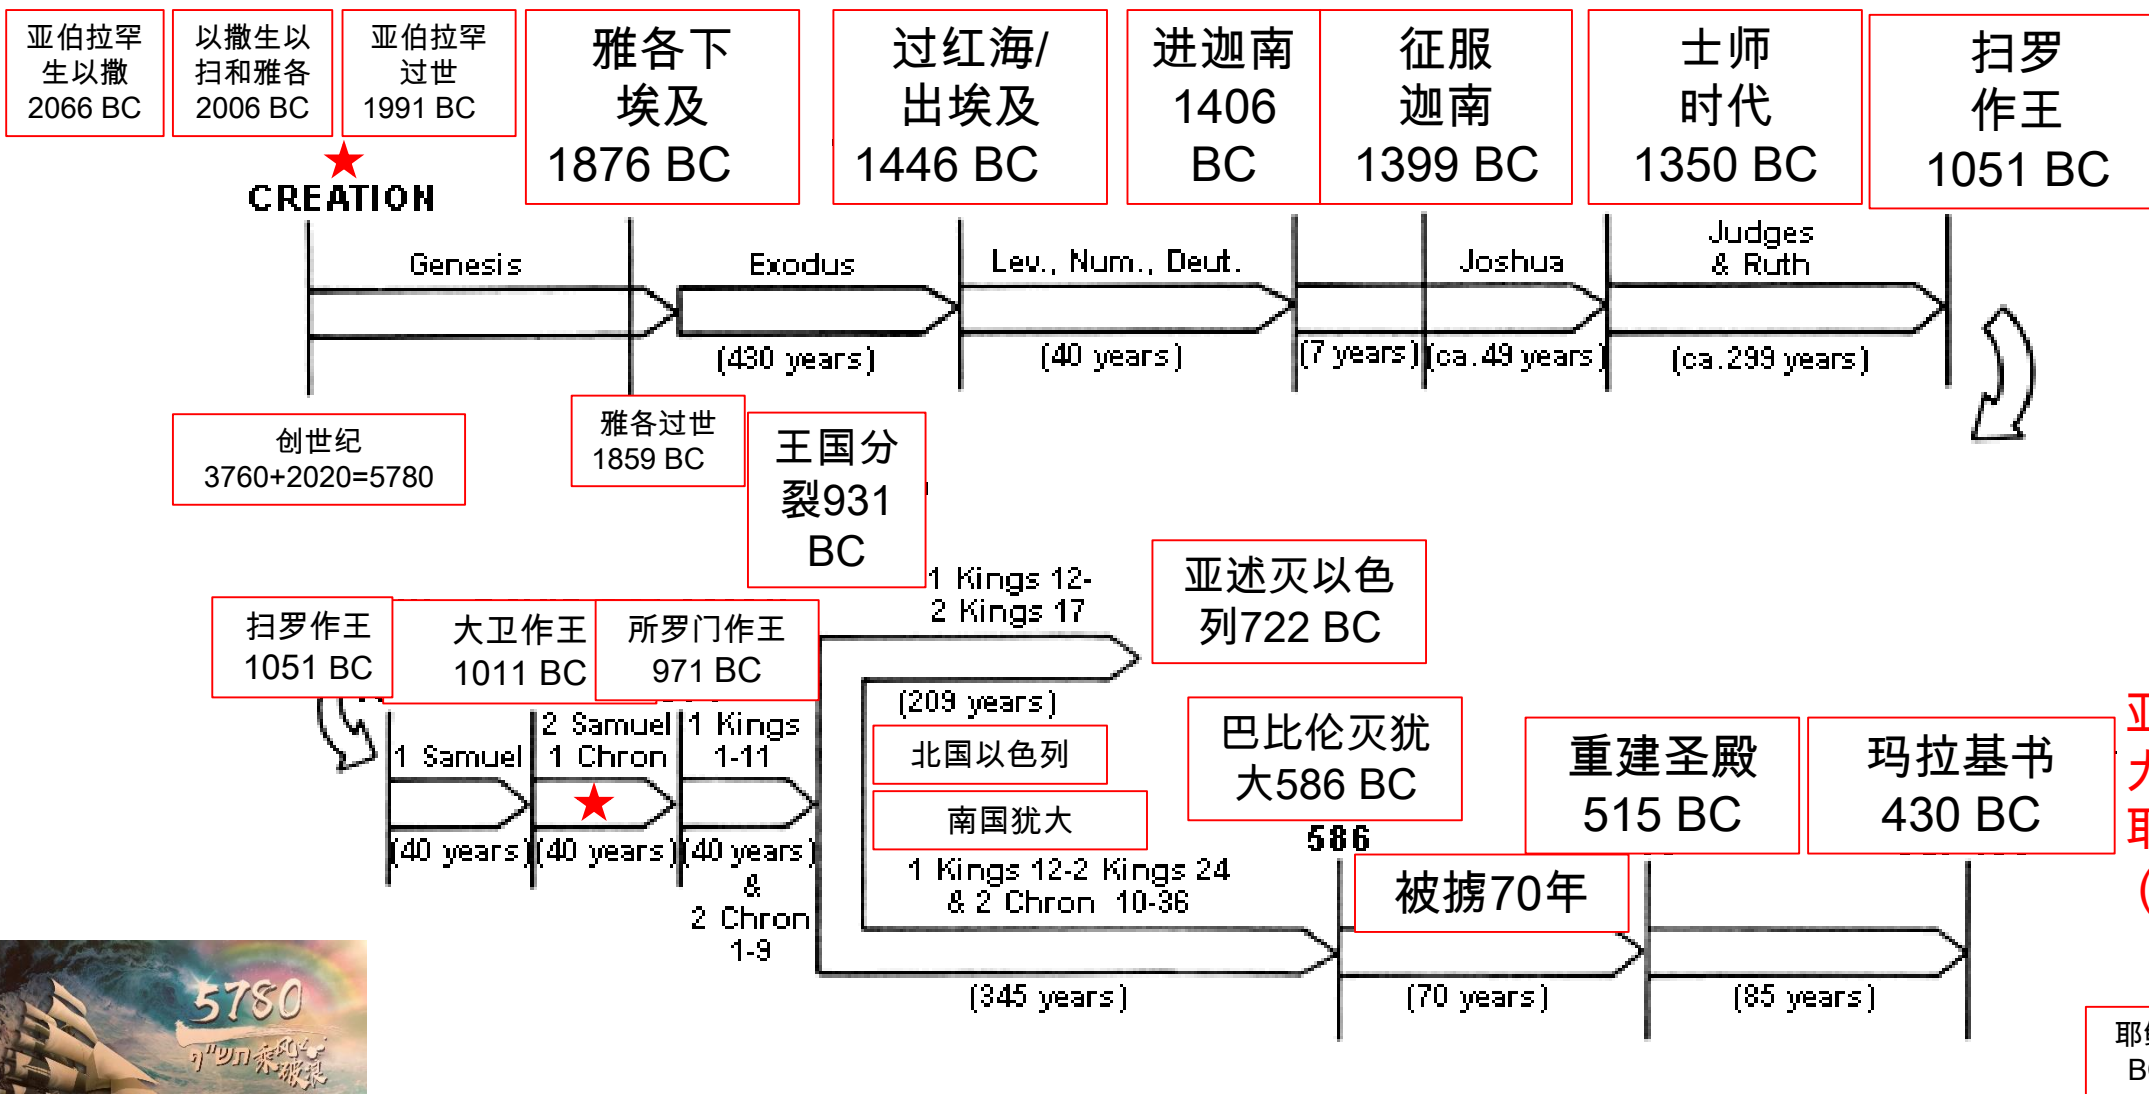 亚伯拉罕
生以撒
2066 BC
以撒生以
扫和雅各
2006 BC
亚伯拉罕
过世
1991 BC
雅各下
埃及
1876 BC
过红海/
出埃及
1446 BC
进迦南
1406
BC
征服
迦南
1399 BC
士师
时代
1350 BC
扫罗
作王
1051 BC
CREATION
Genesis
Exodus
Lev., Num., Deut.
Joshua
Judges
& Ruth
(430 years)
(40 years)
(7 years)
(ca.49 years)
(ca.299 years)
创世纪
3760+2020=5780
雅各过世
1859 BC
王国分
裂931
BC
1 Kings 12-
2 Kings 17
亚述灭以色
列722 BC
扫罗作王
1051 BC
大卫作王
1011 BC
所罗门作王
971 BC
(209 years)
1 Samuel
2 Samuel
1 Chron
1 Kings
1-11
北国以色列
南国犹大
巴比伦灭犹
大586 BC
586
重建圣殿
515 BC
玛拉基书
430 BC
(40 years)
(40 years)
(40 years)
&
2 Chron
1-9
1 Kings 12-2 Kings 24
& 2 Chron 10-36
被掳70年
(345 years)
(70 years)
(85 years)
5780
תש"ף 乘风
破浪